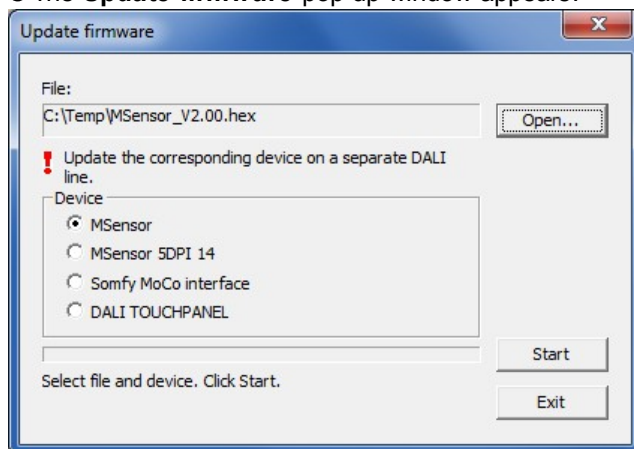 Update firmware
File:
C:\Temp\MSensor_V2.00.hex
Open...
! Update the corresponding device on a separate DALI
line.
Device
MSensor
MSensor 5DPI 14
Somfy MoCo interface
DALI TOUCHPANEL
Start
Select file and device. Click Start.
Exit